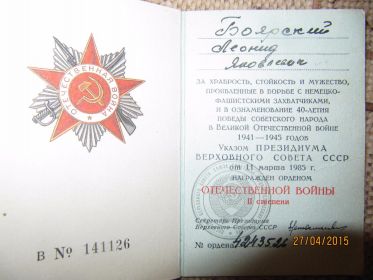 ОТЕЧЕСТВЕННАЯ ВОЙНА
В № 141126
Боярский
Леонид
Яковлевич
ЗА ХРАБРОСТЬ, СТОЙКОСТЬ И МУЖЕСТВО,
ПРОЯВЛЕННЫЕ В БОРЬБЕ С НЕМЕЦКО-
ФАШИСТСКИМИ ЗАХВАТЧИКАМИ,
И В ОЗНАМЕНОВАНИЕ 40-ЛЕТИЯ
ПОБЕДЫ СОВЕТСКОГО НАРОДА
В ВЕЛИКОЙ ОТЕЧЕСТВЕННОЙ ВОЙНЕ
1941—1945 ГОДОВ
УКАЗОМ ПРЕЗИДИУМА
ВЕРХОВНОГО СОВЕТА СССР
ОТ 11 марта 1985 г.
НАГРАЖДЕН ОРДЕНОМ
ОТЕЧЕСТВЕННОЙ ВОЙНЫ
II степени
Секретарь Президиума
Верховного Совета СССР
№ ордена
27/04/2015